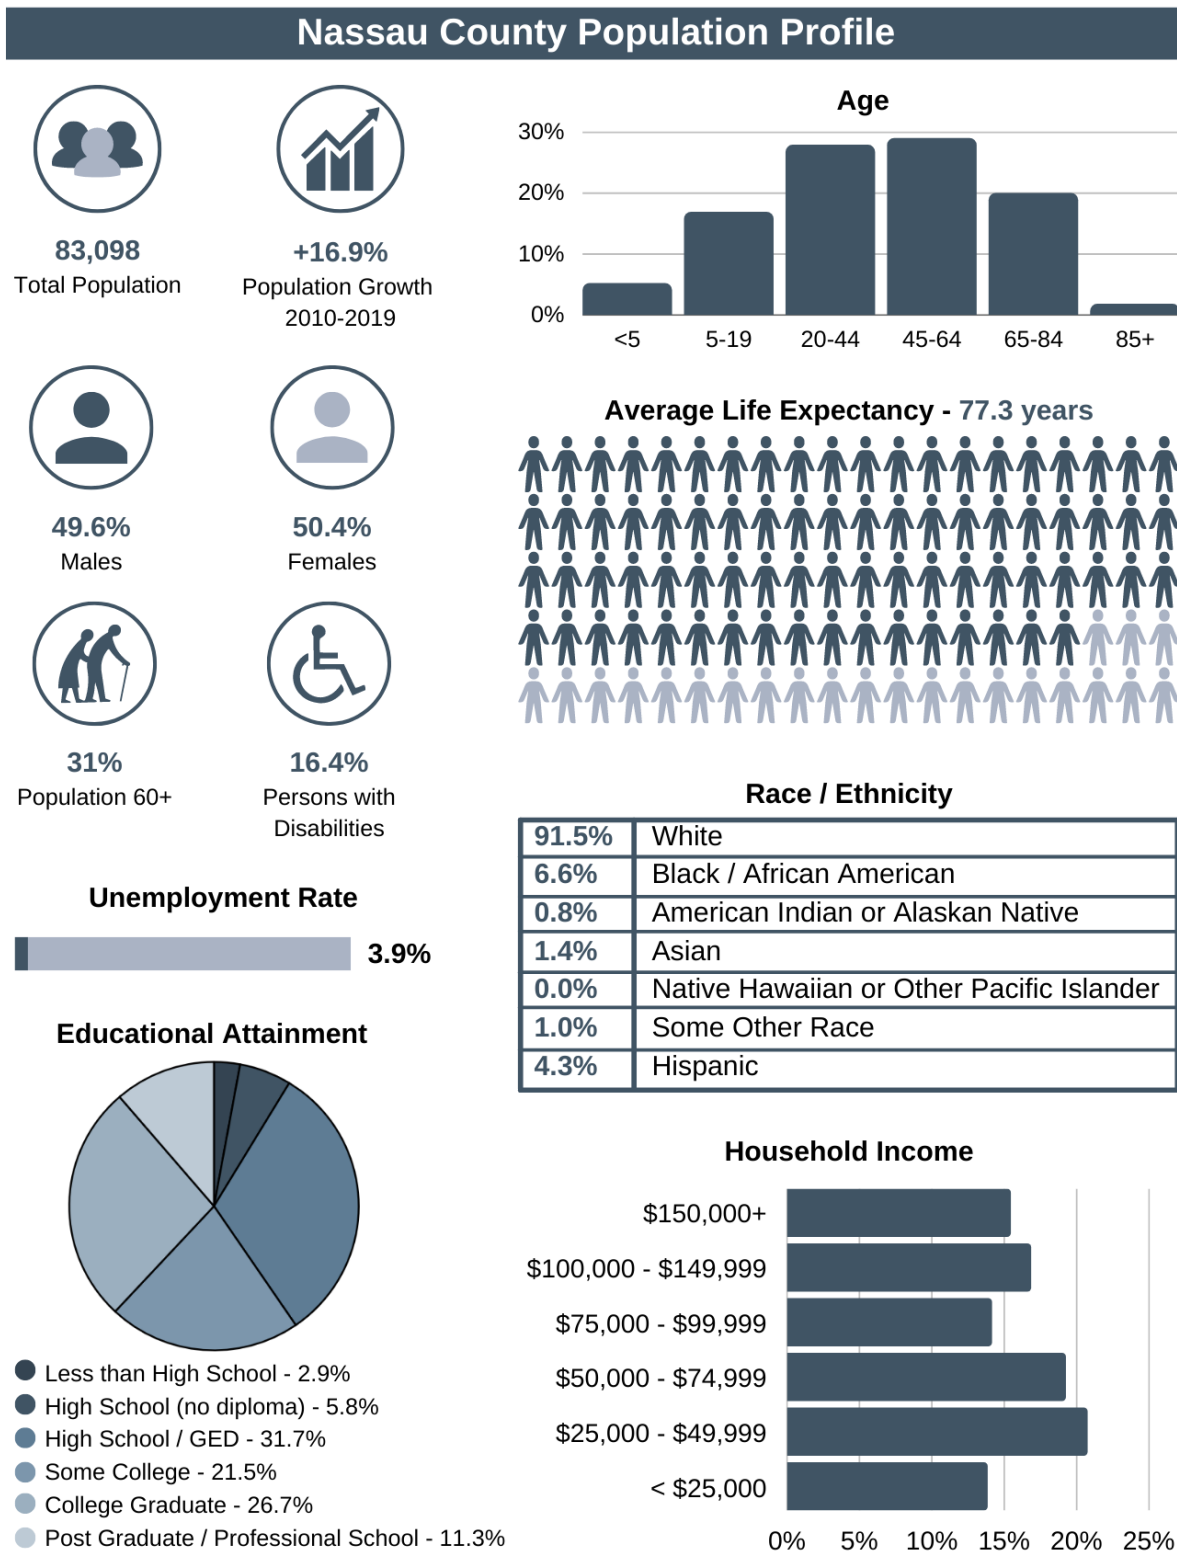 Nassau County Population Profile
83,098
Total Population
+16.9%
Population Growth
2010-2019
49.6%
Males
50.4%
Females
31%
Population 60+
16.4%
Persons with
Disabilities
Unemployment Rate
3.9%
Educational Attainment
Less than High School - 2.9%
High School (no diploma) - 5.8%
High School / GED - 31.7%
Some College - 21.5%
College Graduate - 26.7%
Post Graduate / Professional School - 11.3%
Age
30%
20%
10%
0%
<5 5-19 20-44 45-64 65-84 85+
Average Life Expectancy - 77.3 years
Race / Ethnicity
91.5% White
6.6% Black / African American
0.8% American Indian or Alaskan Native
1.4% Asian
0.0% Native Hawaiian or Other Pacific Islander
1.0% Some Other Race
4.3% Hispanic
Household Income
$150,000+
$100,000 - $149,999
$75,000 - $99,999
$50,000 - $74,999
$25,000 - $49,999
< $25,000
0% 5% 10% 15% 20% 25%